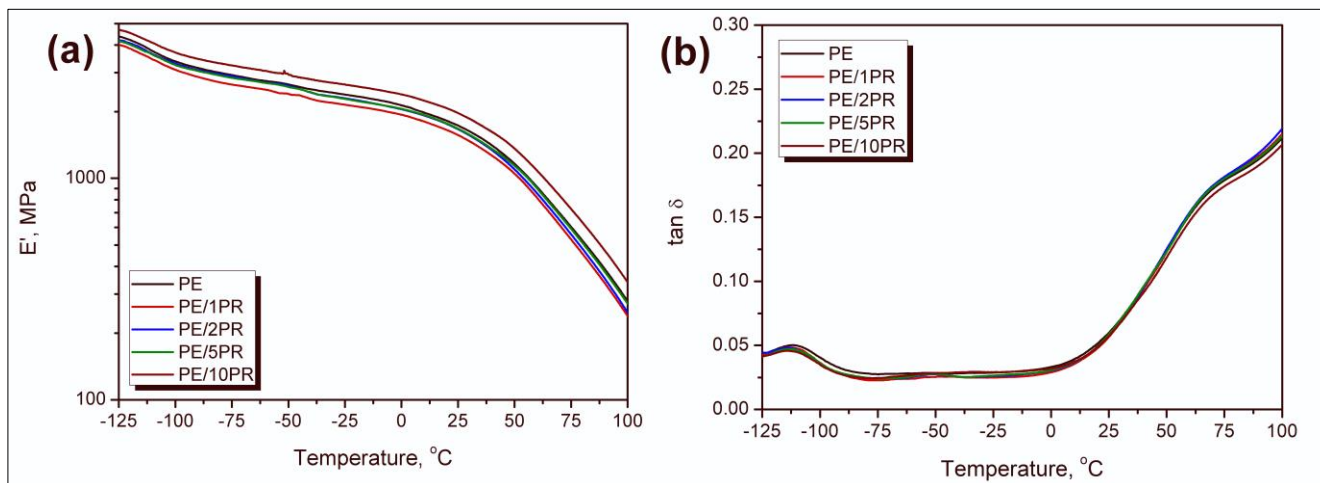 (a)
E', MPa
1000
100
PE
PE/1PR
PE/2PR
PE/5PR
PE/10PR
-125 -100 -75 -50 -25 0 25 50 75 100
Temperature, °C
(b)
tan δ
0.30
0.25
0.20
0.15
0.10
0.05
0.00
PE
PE/1PR
PE/2PR
PE/5PR
PE/10PR
-125 -100 -75 -50 -25 0 25 50 75 100
Temperature, °C